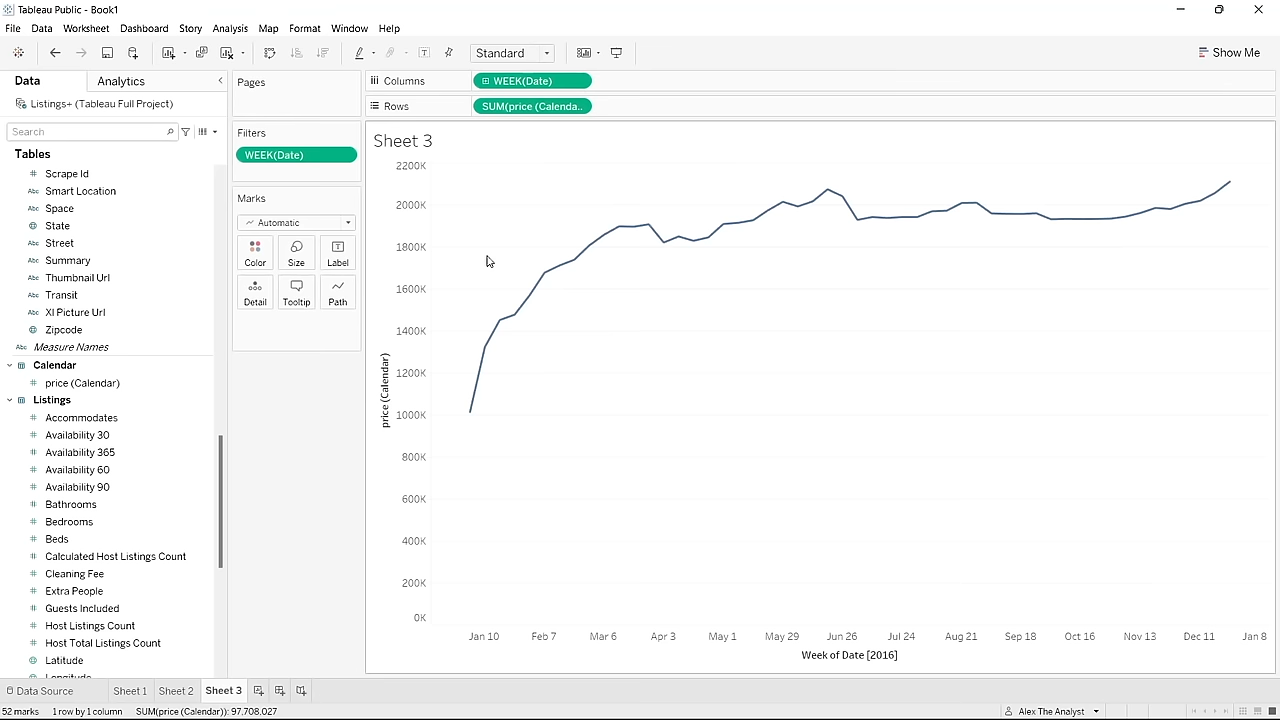 Tableau Public - Book1
File Data Worksheet Dashboard Story Analysis Map Format Window Help
Standard
Show Me
Data Analytics
Listings+ (Tableau Full Project)
Search
Tables
Scrape Id
Abc Smart Location
Abc Space
State
Abc Street
Abc Summary
Abc Thumbnail Url
Abc Transit
Abc Xl Picture Url
Zipcode
Abc Measure Names
Calendar
price (Calendar)
Listings
Accommodates
Availability 30
Availability 365
Availability 60
Availability 90
Bathrooms
Bedrooms
Beds
Calculated Host Listings Count
Cleaning Fee
Extra People
Guests Included
Host Listings Count
Host Total Listings Count
Latitude
Pages
Filters
WEEK(Date)
Marks
Automatic
Color Size Label
Detail Tooltip Path
Columns WEEK(Date)
Rows SUM(price (Calenda..
Sheet 3
2200K
2000K
1800K
1600K
1400K
1200K
1000K
800K
600K
400K
200K
0K
price (Calendar)
Jan 10 Feb 7 Mar 6 Apr 3 May 1 May 29 Jun 26 Jul 24 Aug 21 Sep 18 Oct 16 Nov 13 Dec 11 Jan 8
Week of Date [2016]
Data Source Sheet 1 Sheet 2 Sheet 3
52 marks 1 row by 1 column SUM(price (Calendar)): 97,708,027 Alex The Analyst